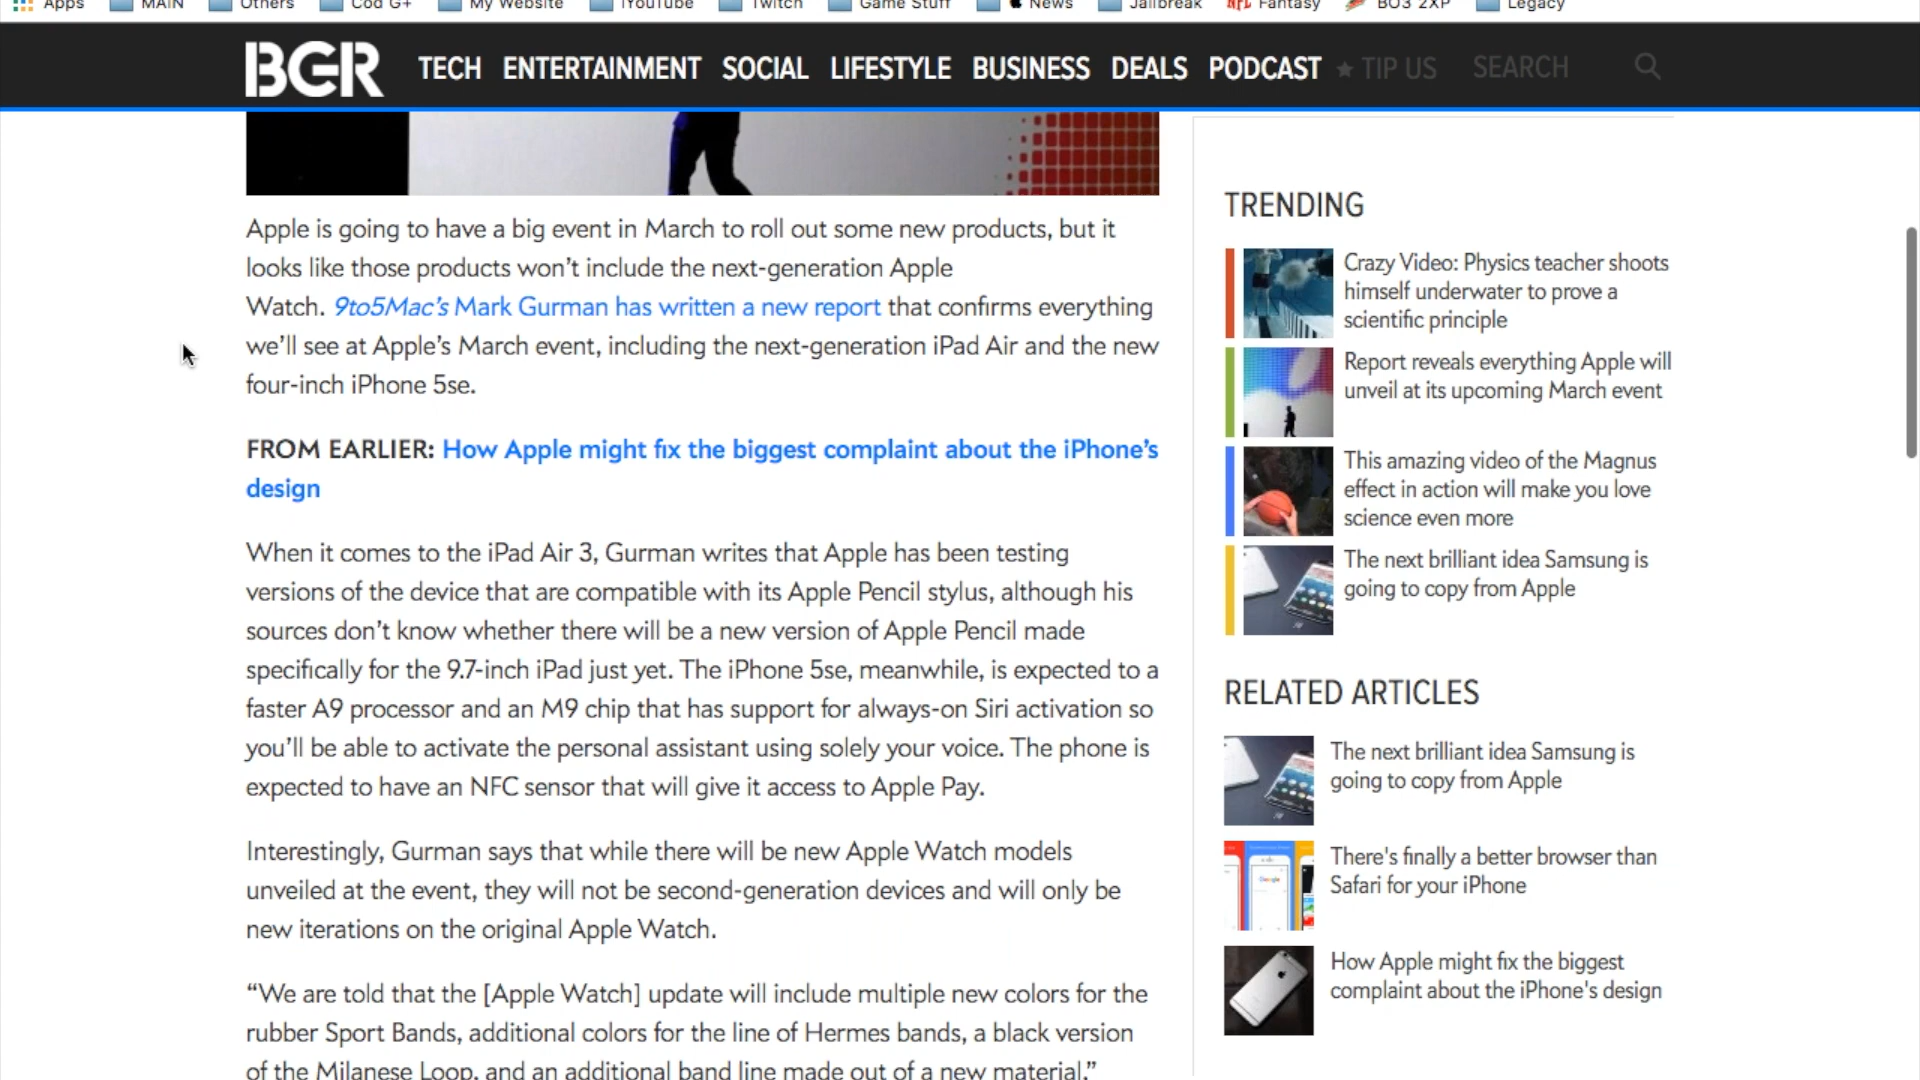 Apps MAIN Others Cod G+ My Website iYouTube Twitch Game Stuff News Jailbreak NFL Fantasy BO3 2XP Legacy
BGR TECH ENTERTAINMENT SOCIAL LIFESTYLE BUSINESS DEALS PODCAST ★ TIP US SEARCH
Apple is going to have a big event in March to roll out some new products, but it
looks like those products won’t include the next-generation Apple
Watch. 9to5Mac’s Mark Gurman has written a new report that confirms everything
we’ll see at Apple’s March event, including the next-generation iPad Air and the new
four-inch iPhone 5se.
FROM EARLIER: How Apple might fix the biggest complaint about the iPhone’s
design
When it comes to the iPad Air 3, Gurman writes that Apple has been testing
versions of the device that are compatible with its Apple Pencil stylus, although his
sources don’t know whether there will be a new version of Apple Pencil made
specifically for the 9.7-inch iPad just yet. The iPhone 5se, meanwhile, is expected to a
faster A9 processor and an M9 chip that has support for always-on Siri activation so
you’ll be able to activate the personal assistant using solely your voice. The phone is
expected to have an NFC sensor that will give it access to Apple Pay.
Interestingly, Gurman says that while there will be new Apple Watch models
unveiled at the event, they will not be second-generation devices and will only be
new iterations on the original Apple Watch.
“We are told that the [Apple Watch] update will include multiple new colors for the
rubber Sport Bands, additional colors for the line of Hermes bands, a black version
of the Milanese Loop, and an additional band line made out of a new material.”
TRENDING
Crazy Video: Physics teacher shoots
himself underwater to prove a
scientific principle
Report reveals everything Apple will
unveil at its upcoming March event
This amazing video of the Magnus
effect in action will make you love
science even more
The next brilliant idea Samsung is
going to copy from Apple
RELATED ARTICLES
The next brilliant idea Samsung is
going to copy from Apple
Google
There's finally a better browser than
Safari for your iPhone
How Apple might fix the biggest
complaint about the iPhone's design